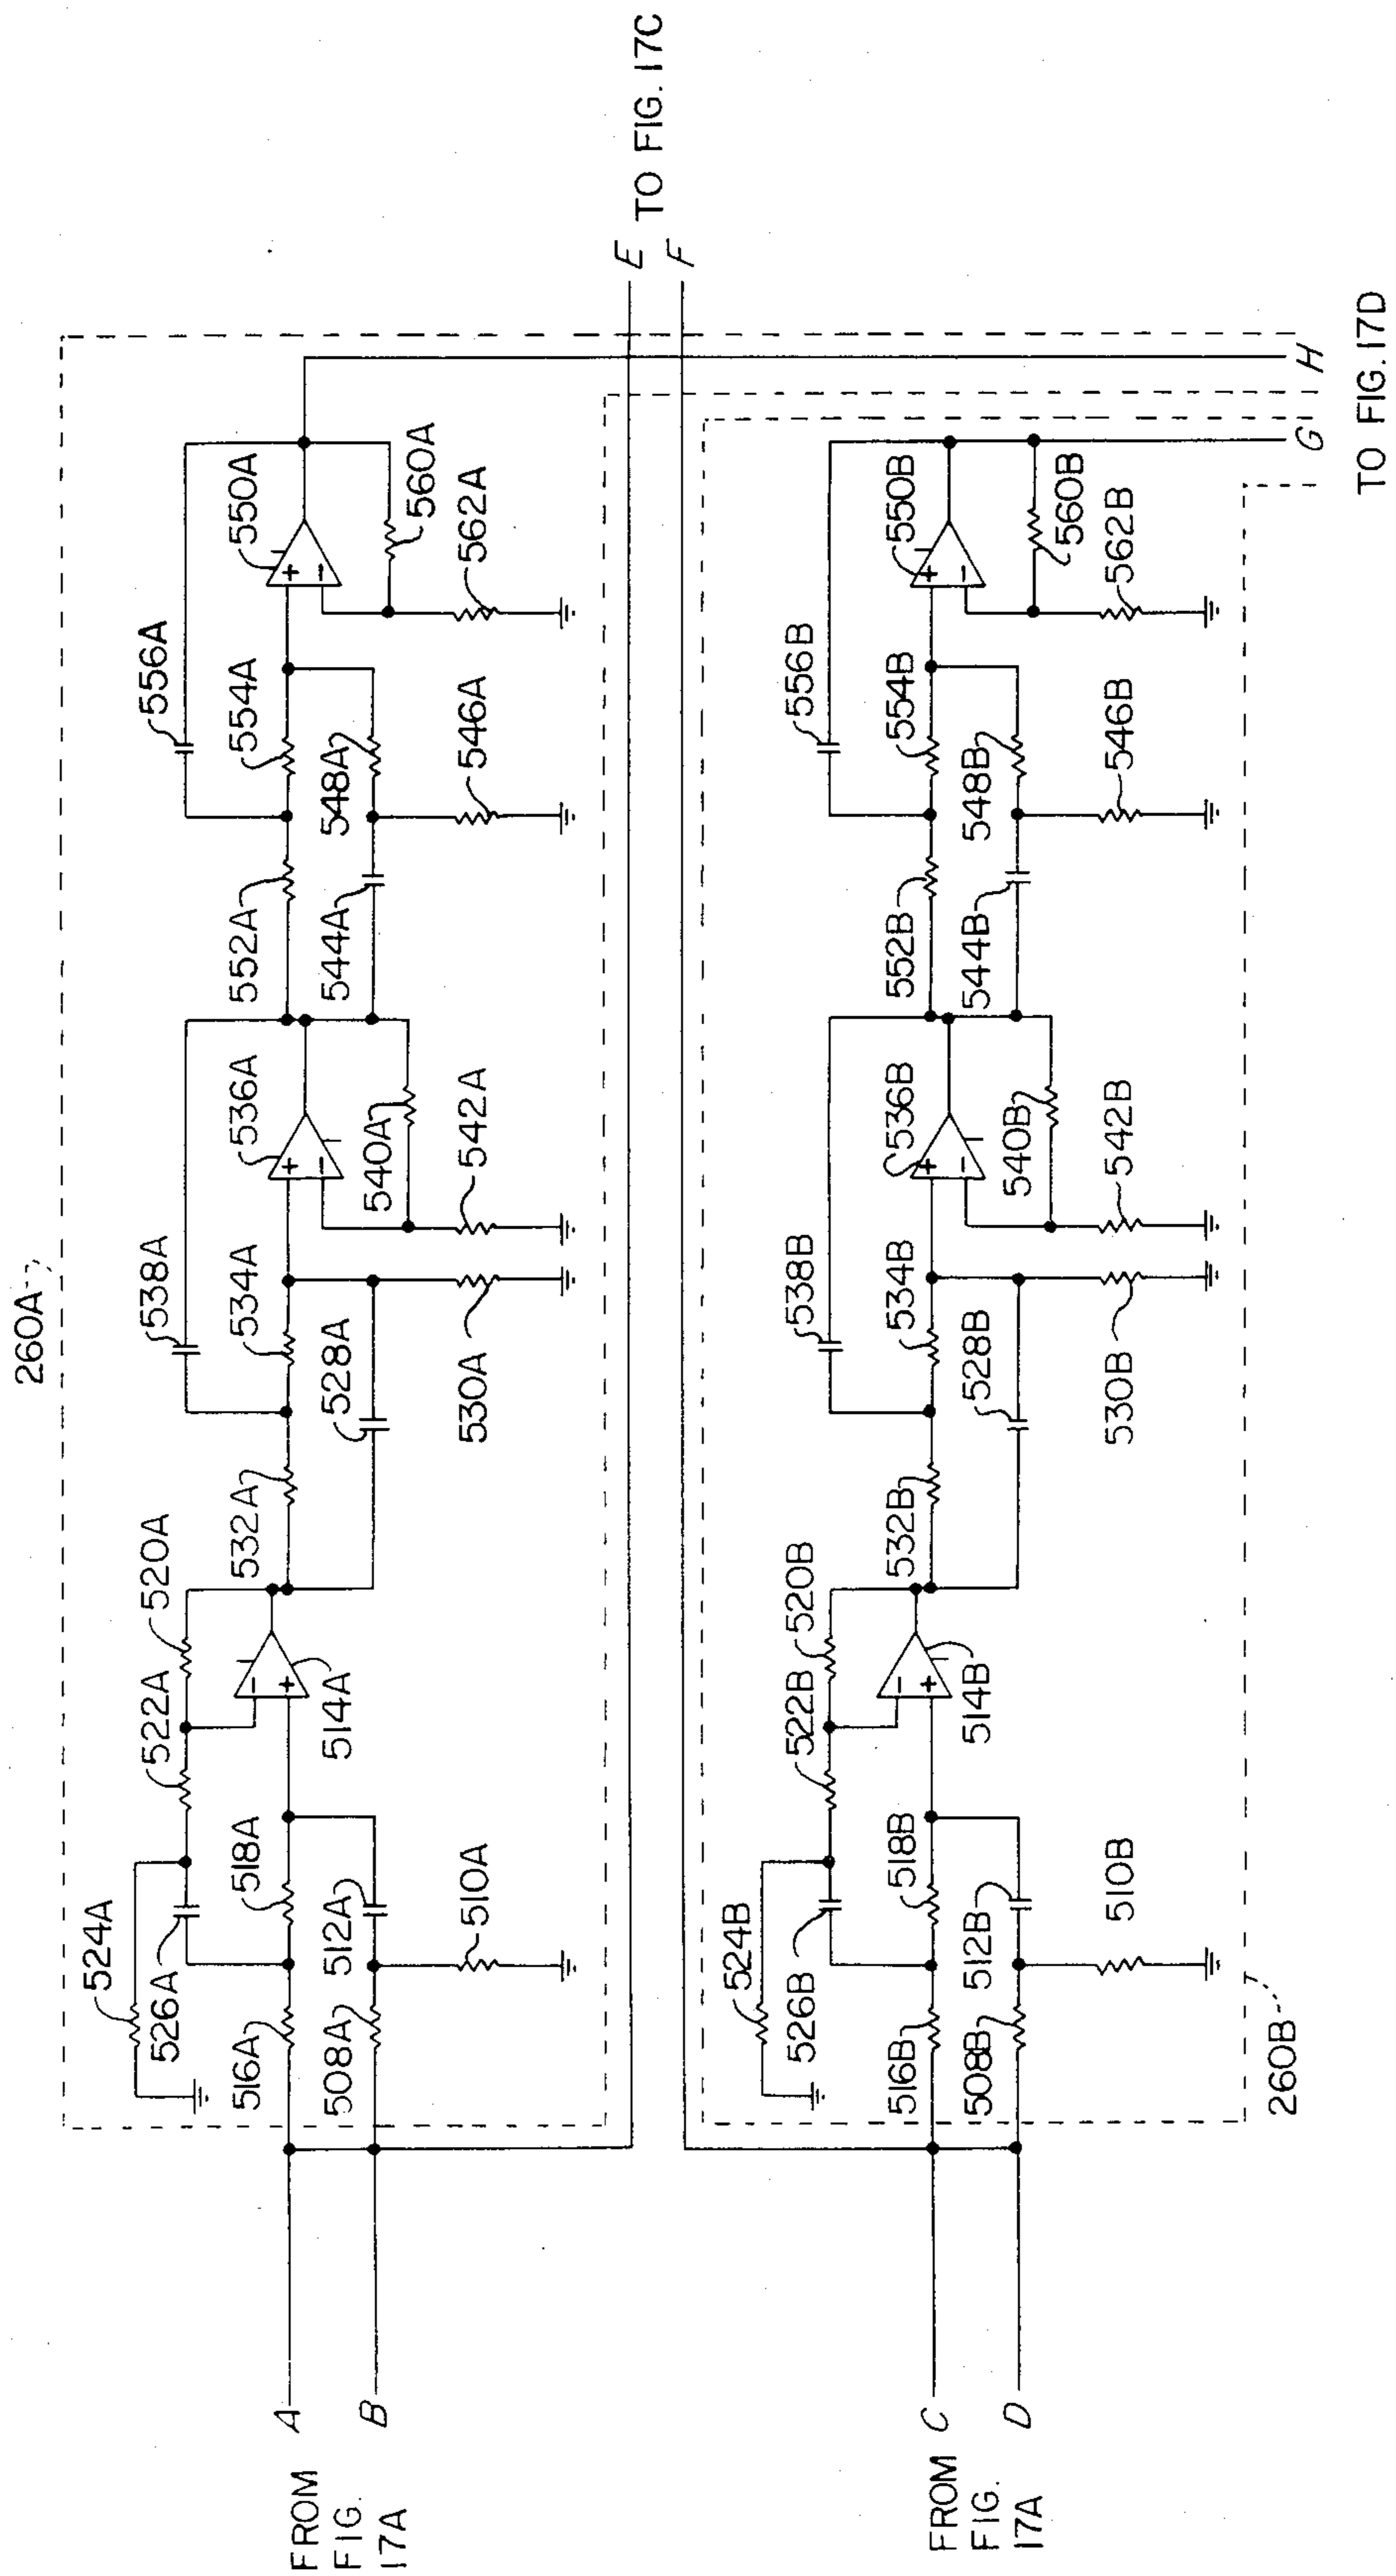 260A
524A
526A
516A
508A
518A
512A
510A
522A
520A
514A
532A
538A
534A
528A
530A
536A
540A
542A
552A
544A
556A
554A
548A
546A
550A
560A
562A
+
−
+
−
+
−
A
B
FROM
FIG.
17A
E
F
TO FIG. 17C
524B
526B
516B
508B
518B
512B
510B
522B
520B
514B
532B
538B
534B
528B
530B
536B
540B
542B
552B
544B
556B
554B
548B
546B
550B
560B
562B
+
−
+
−
+
−
C
D
FROM
FIG.
17A
260B
G
H
TO FIG. 17D